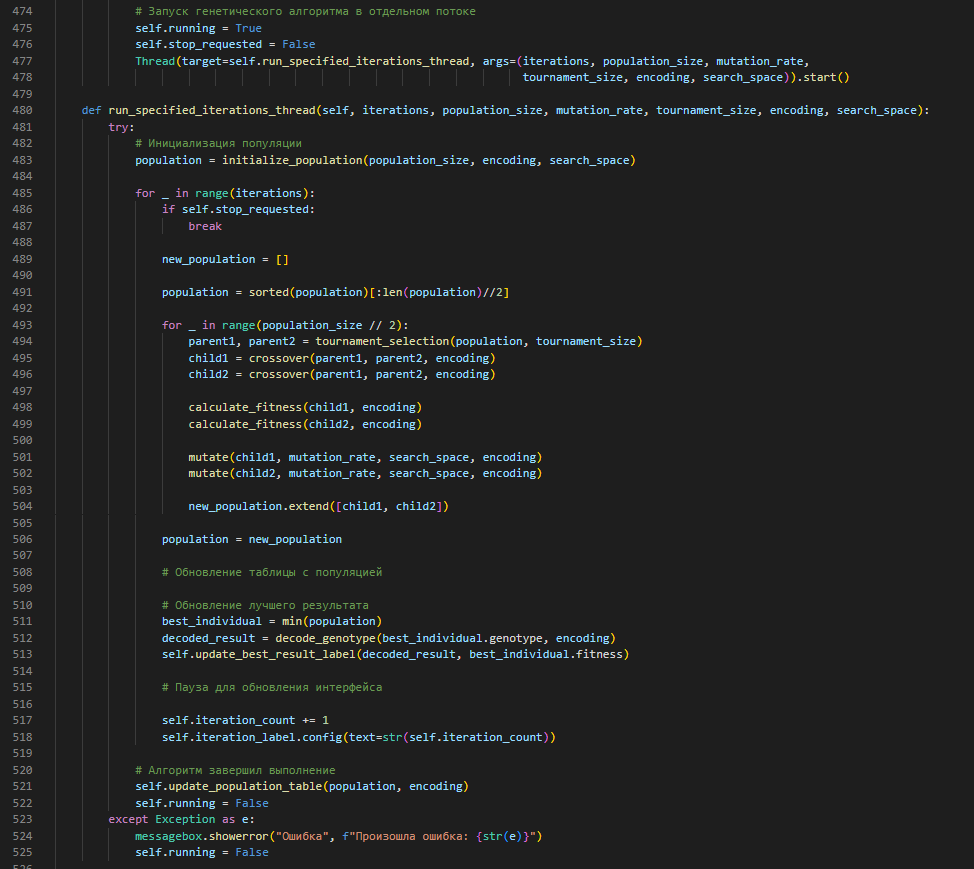 474 # Запуск генетического алгоритма в отдельном потоке
475 self.running = True
476 self.stop_requested = False
477 Thread(target=self.run_specified_iterations_thread, args=(iterations, population_size, mutation_rate,
478 tournament_size, encoding, search_space)).start()
479
480 def run_specified_iterations_thread(self, iterations, population_size, mutation_rate, tournament_size, encoding, search_space):
481 try:
482 # Инициализация популяции
483 population = initialize_population(population_size, encoding, search_space)
484
485 for _ in range(iterations):
486 if self.stop_requested:
487 break
488
489 new_population = []
490
491 population = sorted(population)[:len(population)//2]
492
493 for _ in range(population_size // 2):
494 parent1, parent2 = tournament_selection(population, tournament_size)
495 child1 = crossover(parent1, parent2, encoding)
496 child2 = crossover(parent1, parent2, encoding)
497
498 calculate_fitness(child1, encoding)
499 calculate_fitness(child2, encoding)
500
501 mutate(child1, mutation_rate, search_space, encoding)
502 mutate(child2, mutation_rate, search_space, encoding)
503
504 new_population.extend([child1, child2])
505
506 population = new_population
507
508 # Обновление таблицы с популяцией
509
510 # Обновление лучшего результата
511 best_individual = min(population)
512 decoded_result = decode_genotype(best_individual.genotype, encoding)
513 self.update_best_result_label(decoded_result, best_individual.fitness)
514
515 # Пауза для обновления интерфейса
516
517 self.iteration_count += 1
518 self.iteration_label.config(text=str(self.iteration_count))
519
520 # Алгоритм завершил выполнение
521 self.update_population_table(population, encoding)
522 self.running = False
523 except Exception as e:
524 messagebox.showerror("Ошибка", f"Произошла ошибка: {str(e)}")
525 self.running = False
526